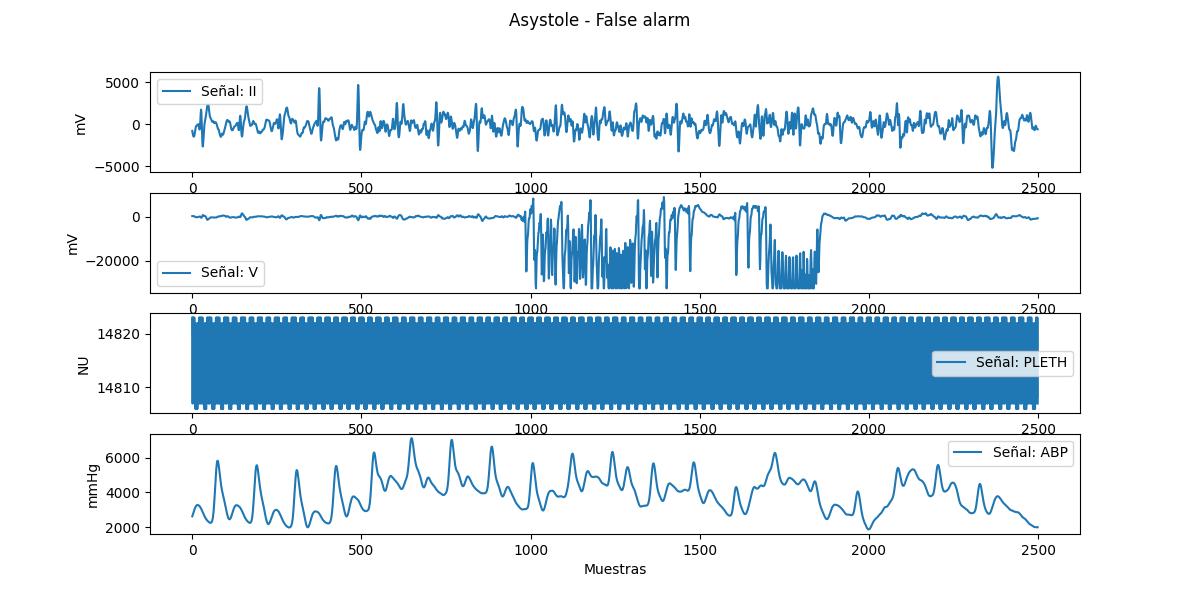 Asystole - False alarm
5000
0
−5000
mV
Señal: II
0 500 1000 1500 2000 2500
0
−20000
mV
Señal: V
0 500 1000 1500 2000 2500
14820
14810
NU
Señal: PLETH
0 500 1000 1500 2000 2500
6000
4000
2000
mmHg
Señal: ABP
0 500 1000 1500 2000 2500
Muestras